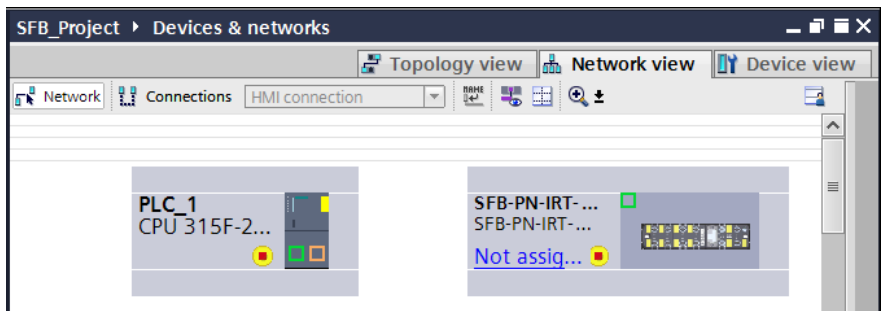 SFB_Project ▸ Devices & networks
Topology view Network view Device view
Network Connections HMI connection
PLC_1
CPU 315F-2...
SFB-PN-IRT-...
SFB-PN-IRT-...
Not assig...